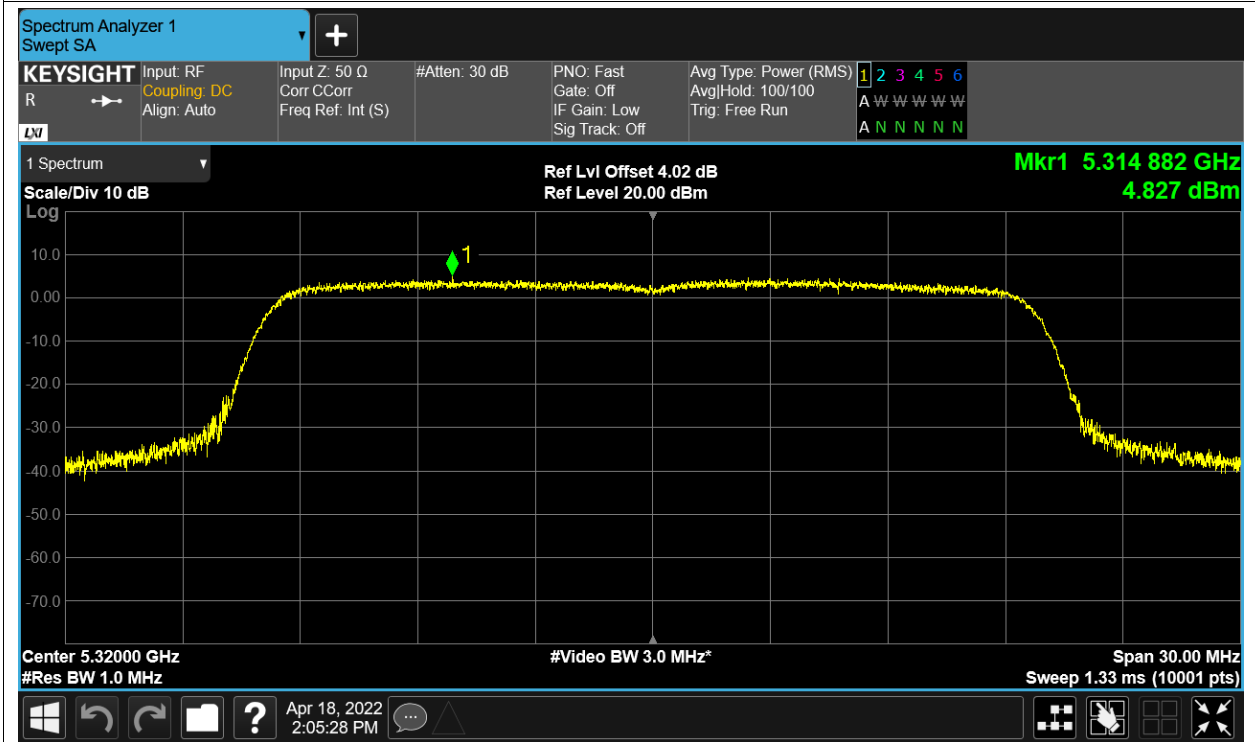 Spectrum Analyzer 1
Swept SA
+
KEYSIGHT
R
LXI
Input: RF
Coupling: DC
Align: Auto
Input Z: 50 Ω
Corr CCorr
Freq Ref: Int (S)
#Atten: 30 dB
PNO: Fast
Gate: Off
IF Gain: Low
Sig Track: Off
Avg Type: Power (RMS)
Avg|Hold: 100/100
Trig: Free Run
1 2 3 4 5 6
A W W W W W
A N N N N N
1 Spectrum
Scale/Div 10 dB
Log
Ref Lvl Offset 4.02 dB
Ref Level 20.00 dBm
Mkr1 5.314 882 GHz
4.827 dBm
1
10.0
0.00
-10.0
-20.0
-30.0
-40.0
-50.0
-60.0
-70.0
Center 5.32000 GHz
#Res BW 1.0 MHz
#Video BW 3.0 MHz*
Span 30.00 MHz
Sweep 1.33 ms (10001 pts)
?
Apr 18, 2022
2:05:28 PM